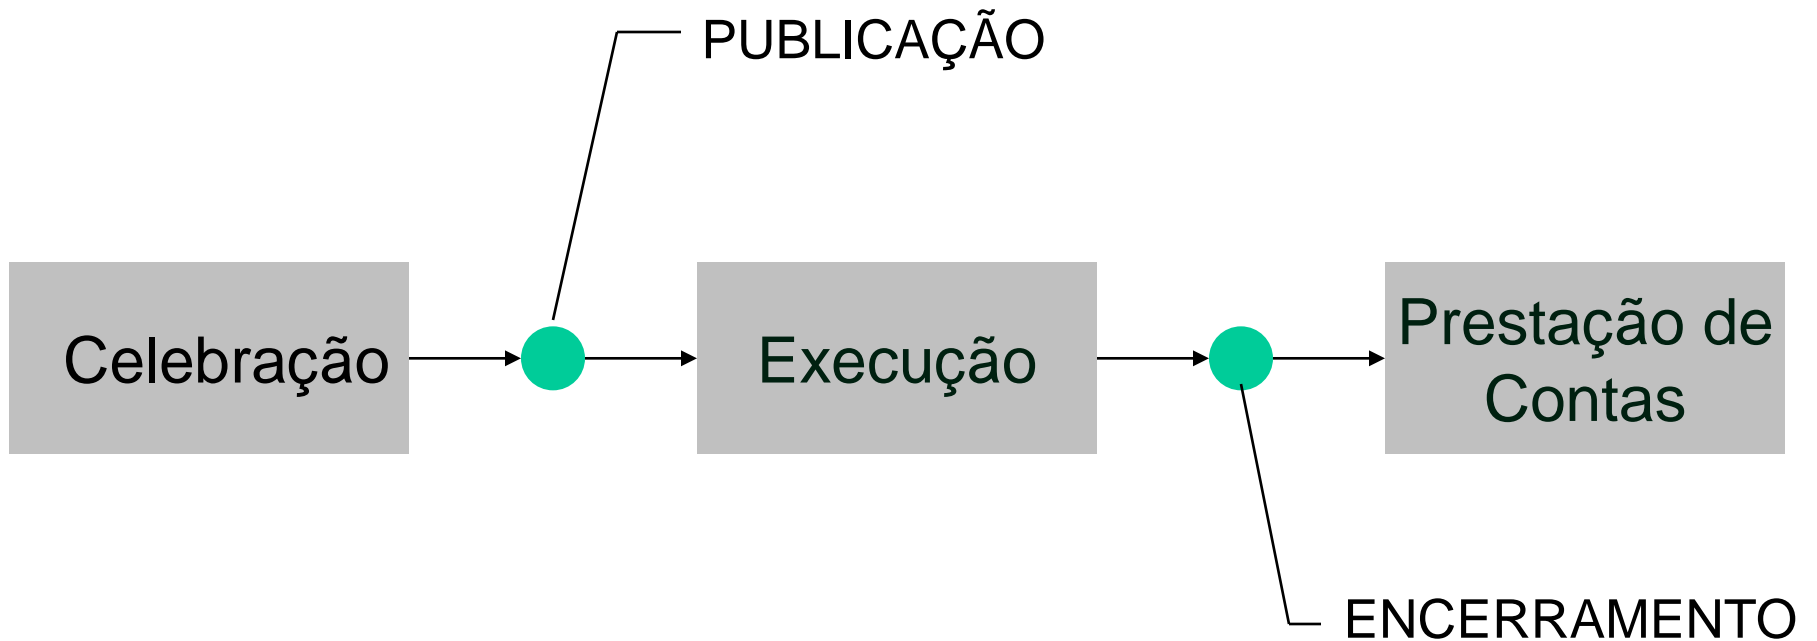 PUBLICAÇÃO
Celebração
Execução
Prestação de
Contas
ENCERRAMENTO